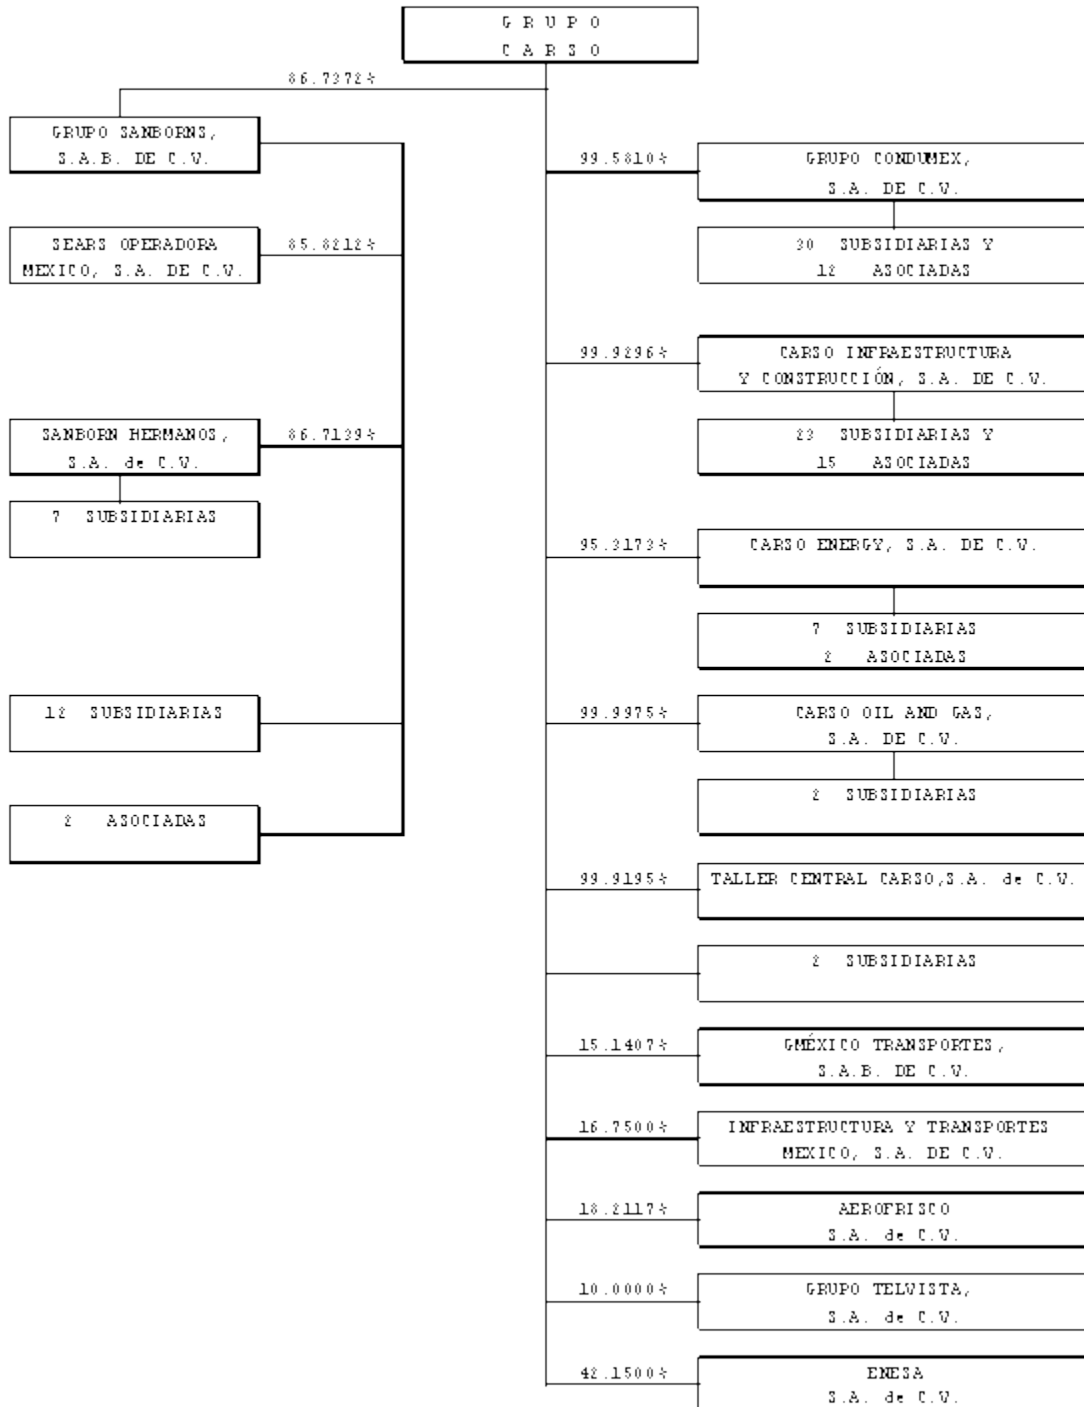 G R U P O
C A R S O
86.7372%
GRUPO SANBORNS,
S.A.B. DE C.V.
SEARS OPERADORA
MEXICO, S.A. DE C.V.
85.8212%
SANBORN HERMANOS,
S.A. de C.V.
86.7139%
7 SUBSIDIARIAS
12 SUBSIDIARIAS
2 ASOCIADAS
99.5810%
GRUPO CONDUMEX,
S.A. DE C.V.
30 SUBSIDIARIAS Y
12 ASOCIADAS
99.9296%
CARSO INFRAESTRUCTURA
Y CONSTRUCCIÓN, S.A. DE C.V.
23 SUBSIDIARIAS Y
15 ASOCIADAS
95.3173%
CARSO ENERGY, S.A. DE C.V.
7 SUBSIDIARIAS
2 ASOCIADAS
99.9975%
CARSO OIL AND GAS,
S.A. DE C.V.
2 SUBSIDIARIAS
99.9195%
TALLER CENTRAL CARSO,S.A. de C.V.
2 SUBSIDIARIAS
15.1407%
GMÉXICO TRANSPORTES,
S.A.B. DE C.V.
16.7500%
INFRAESTRUCTURA Y TRANSPORTES
MEXICO, S.A. DE C.V.
18.2117%
AEROFRISCO
S.A. de C.V.
10.0000%
GRUPO TELVISTA,
S.A. de C.V.
42.1500%
ENESA
S.A. de C.V.